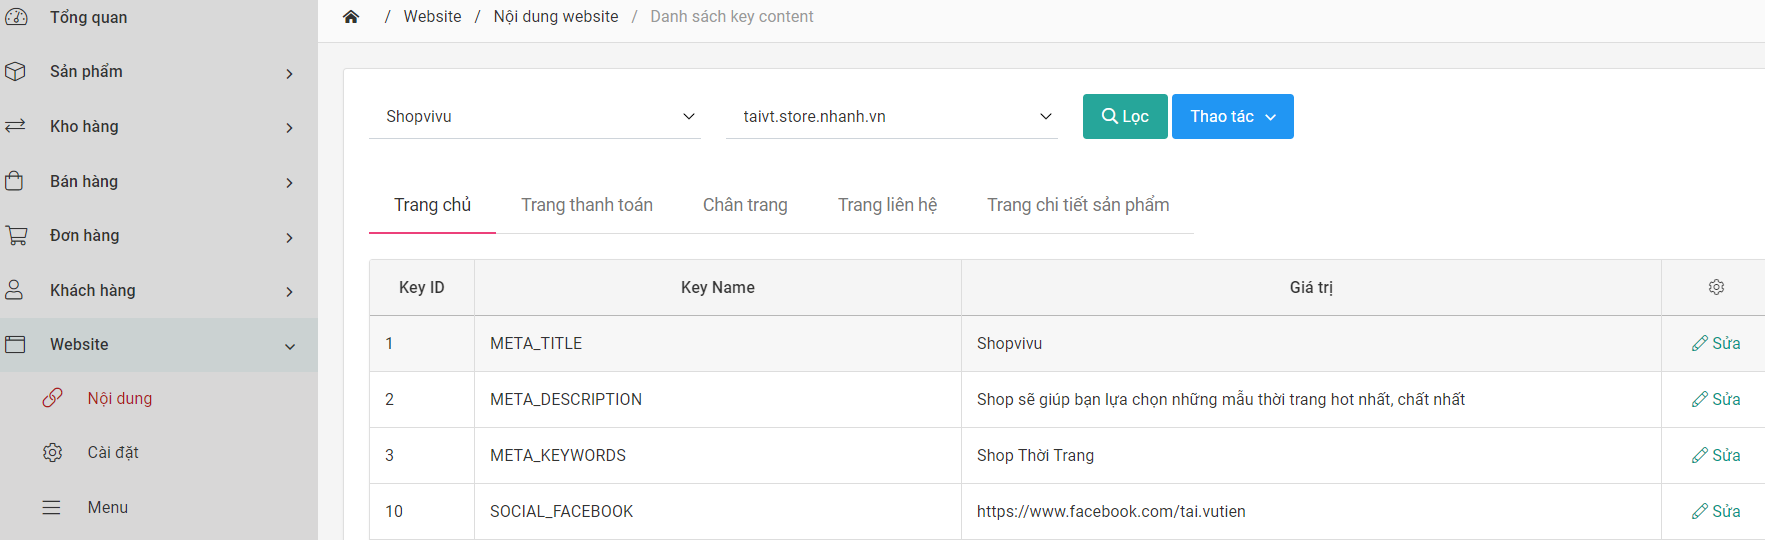 Tổng quan
Sản phẩm
Kho hàng
Bán hàng
Đơn hàng
Khách hàng
Website
Nội dung
Cài đặt
Menu
/ Website / Nội dung website / Danh sách key content
Shopvivu taivt.store.nhanh.vn Lọc Thao tác
Trang chủ Trang thanh toán Chân trang Trang liên hệ Trang chi tiết sản phẩm
Key ID Key Name Giá trị
1 META_TITLE Shopvivu Sửa
2 META_DESCRIPTION Shop sẽ giúp bạn lựa chọn những mẫu thời trang hot nhất, chất nhất Sửa
3 META_KEYWORDS Shop Thời Trang Sửa
10 SOCIAL_FACEBOOK https://www.facebook.com/tai.vutien Sửa